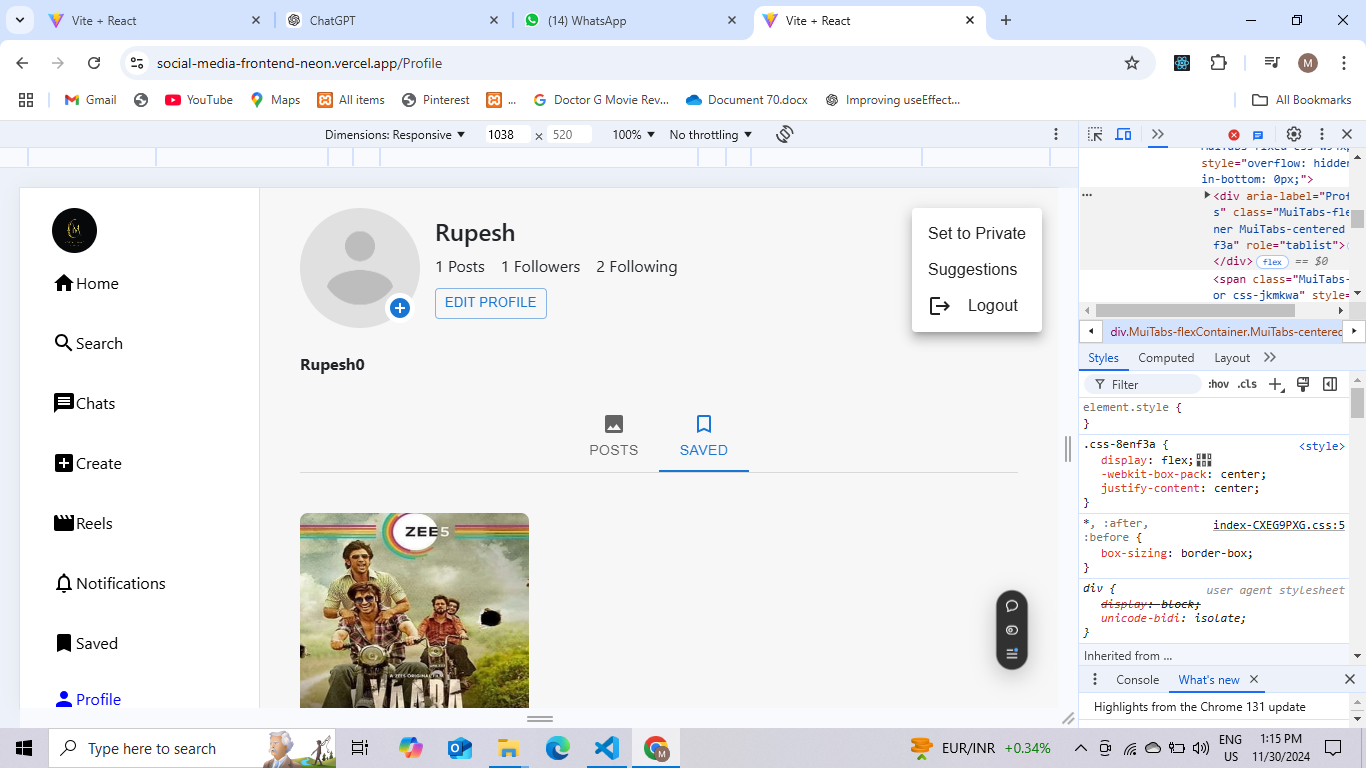 Vite + React
ChatGPT
(14) WhatsApp
Vite + React
social-media-frontend-neon.vercel.app/Profile
M
Gmail
YouTube
Maps
All items
Pinterest
...
Doctor G Movie Rev...
Document 70.docx
Improving useEffect...
All Bookmarks
Dimensions: Responsive
1038 × 520
100%
No throttling
Home
Search
Chats
Create
Reels
Notifications
Saved
Profile
Rupesh
1 Posts 1 Followers 2 Following
EDIT PROFILE
Rupesh0
Set to Private
Suggestions
Logout
POSTS
SAVED
ZEE5
style="overflow: hidden
in-bottom: 0px;">
<div aria-label="Prof
s" class="MuiTabs-fle
ner MuiTabs-centered
f3a" role="tablist">
</div> flex == $0
<span class="MuiTabs-
or css-jkmkwa" style=
div.MuiTabs-flexContainer.MuiTabs-centered
Styles Computed Layout
Filter :hov .cls
element.style {
}
.css-8enf3a { <style>
display: flex;
-webkit-box-pack: center;
justify-content: center;
}
*, :after, index-CXEG9PXG.css:5
:before {
box-sizing: border-box;
}
div { user agent stylesheet
display: block;
unicode-bidi: isolate;
}
Inherited from ...
Console What's new
Highlights from the Chrome 131 update
Type here to search
M
EUR/INR +0.34%
ENG
US
1:15 PM
11/30/2024